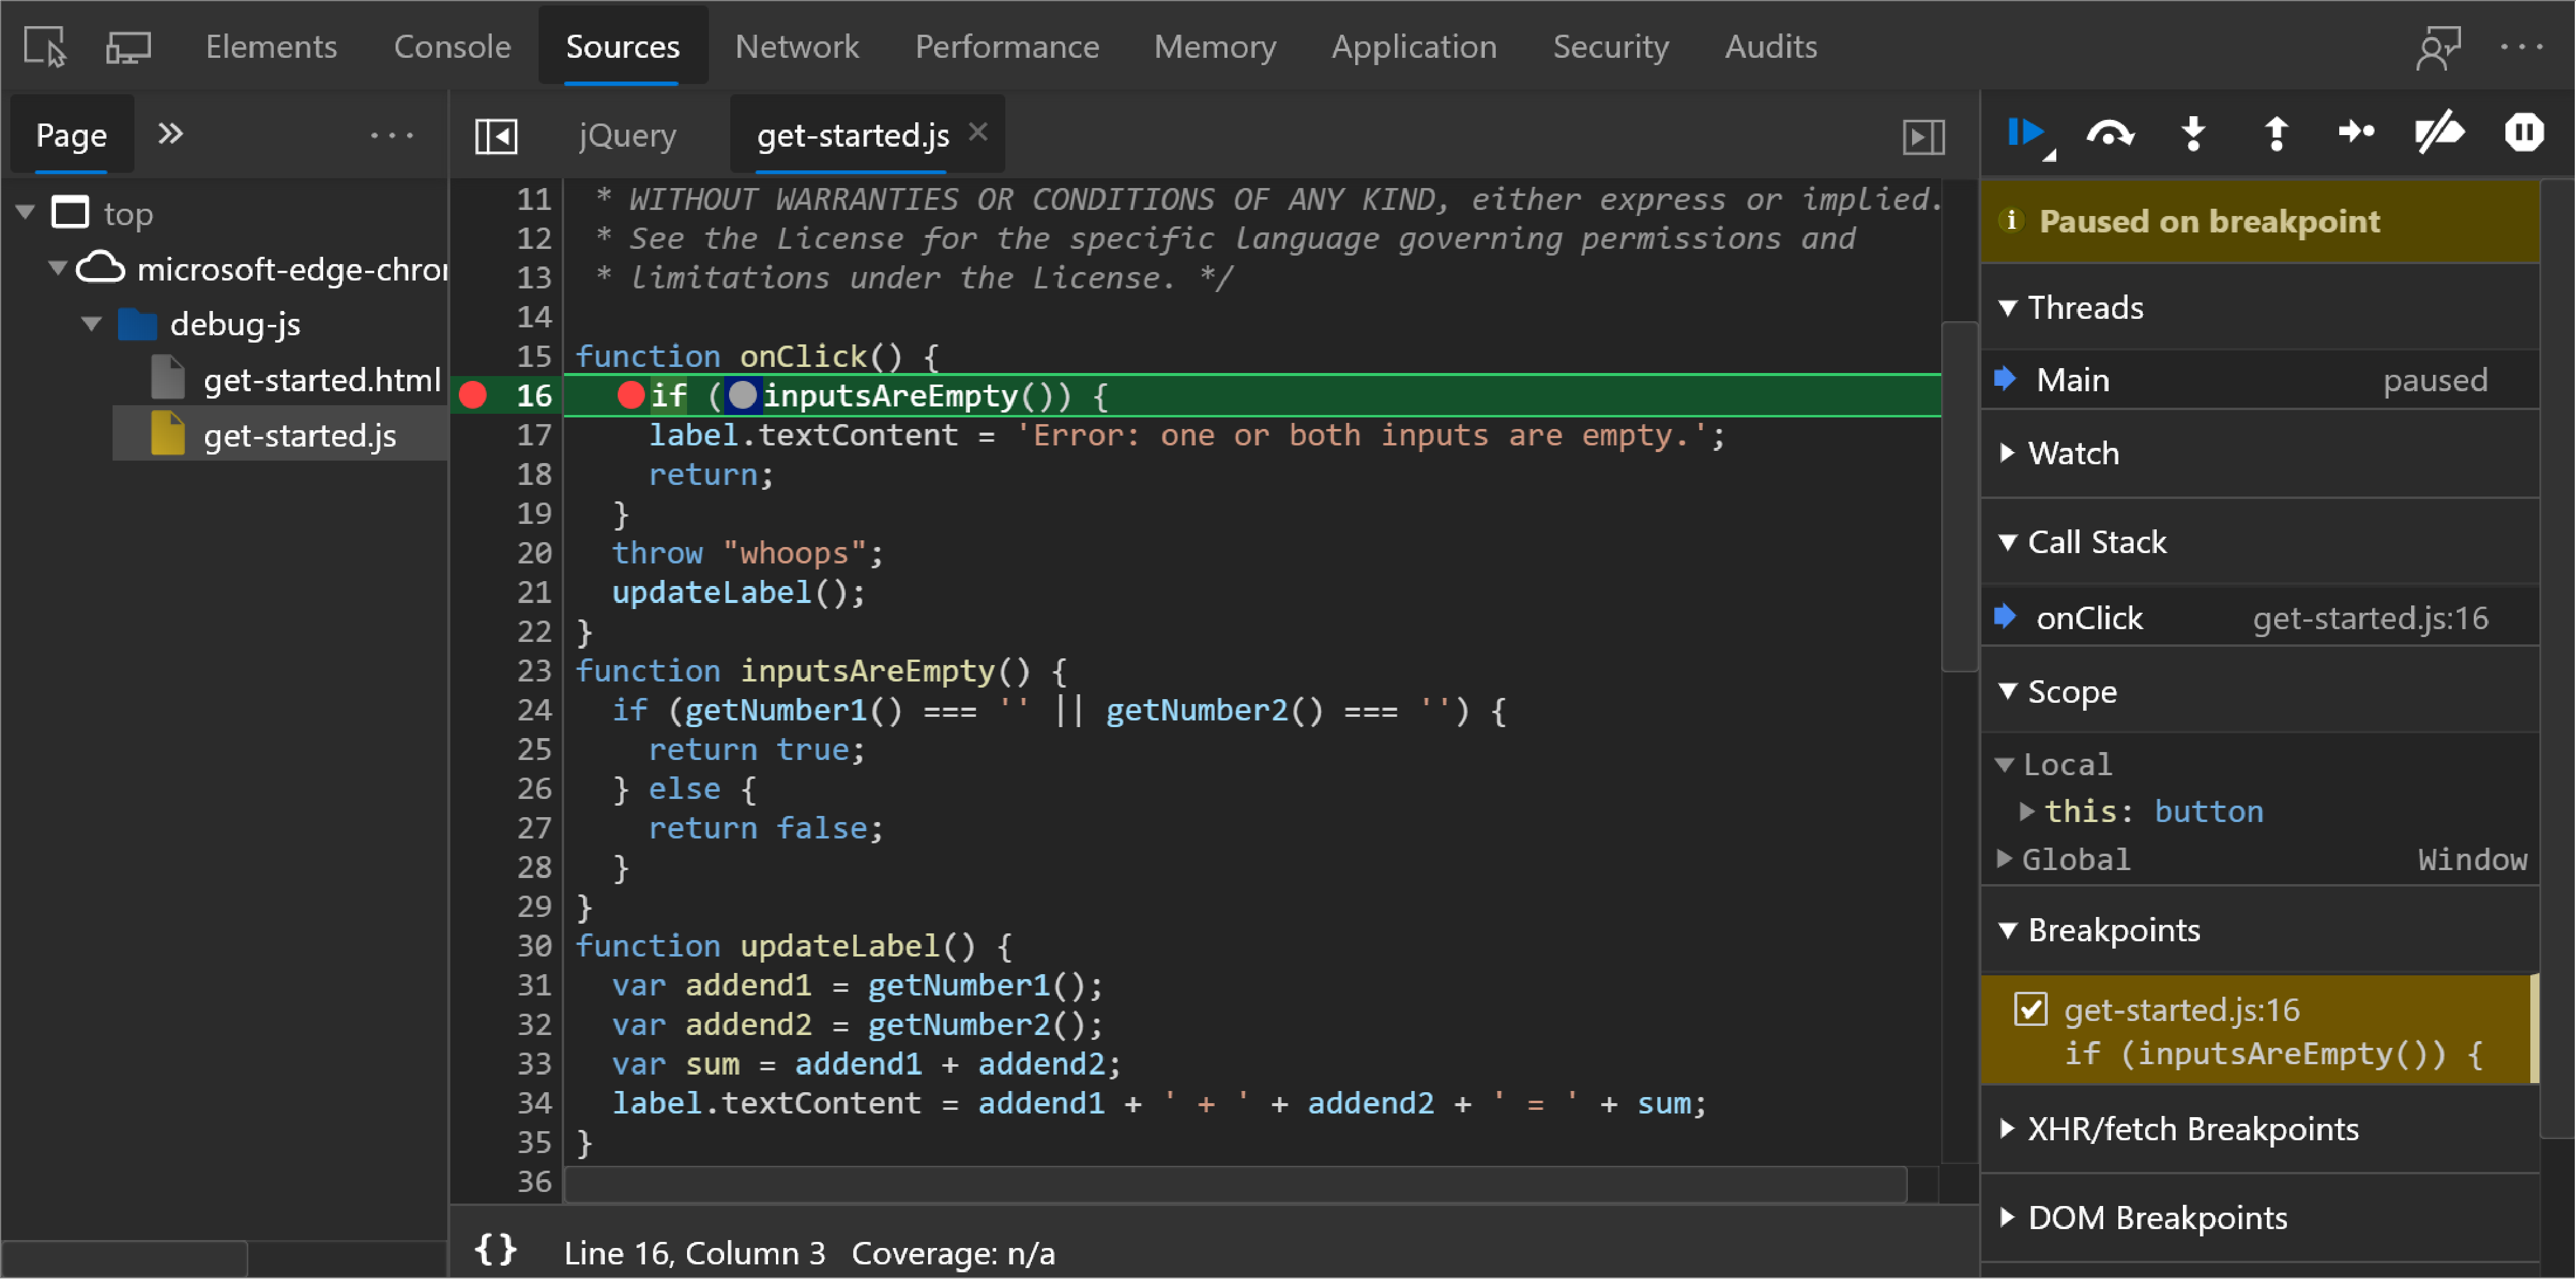 Elements Console Sources Network Performance Memory Application Security Audits
Page
top
microsoft-edge-chror
debug-js
get-started.html
get-started.js
jQuery get-started.js
11 * WITHOUT WARRANTIES OR CONDITIONS OF ANY KIND, either express or implied.
12 * See the License for the specific language governing permissions and
13 * limitations under the License. */
14
15 function onClick() {
16 if (inputsAreEmpty()) {
17 label.textContent = 'Error: one or both inputs are empty.';
18 return;
19 }
20 throw "whoops";
21 updateLabel();
22 }
23 function inputsAreEmpty() {
24 if (getNumber1() === '' || getNumber2() === '') {
25 return true;
26 } else {
27 return false;
28 }
29 }
30 function updateLabel() {
31 var addend1 = getNumber1();
32 var addend2 = getNumber2();
33 var sum = addend1 + addend2;
34 label.textContent = addend1 + ' + ' + addend2 + ' = ' + sum;
35 }
36
{} Line 16, Column 3 Coverage: n/a
Paused on breakpoint
Threads
Main paused
Watch
Call Stack
onClick get-started.js:16
Scope
Local
this: button
Global Window
Breakpoints
get-started.js:16
if (inputsAreEmpty()) {
XHR/fetch Breakpoints
DOM Breakpoints